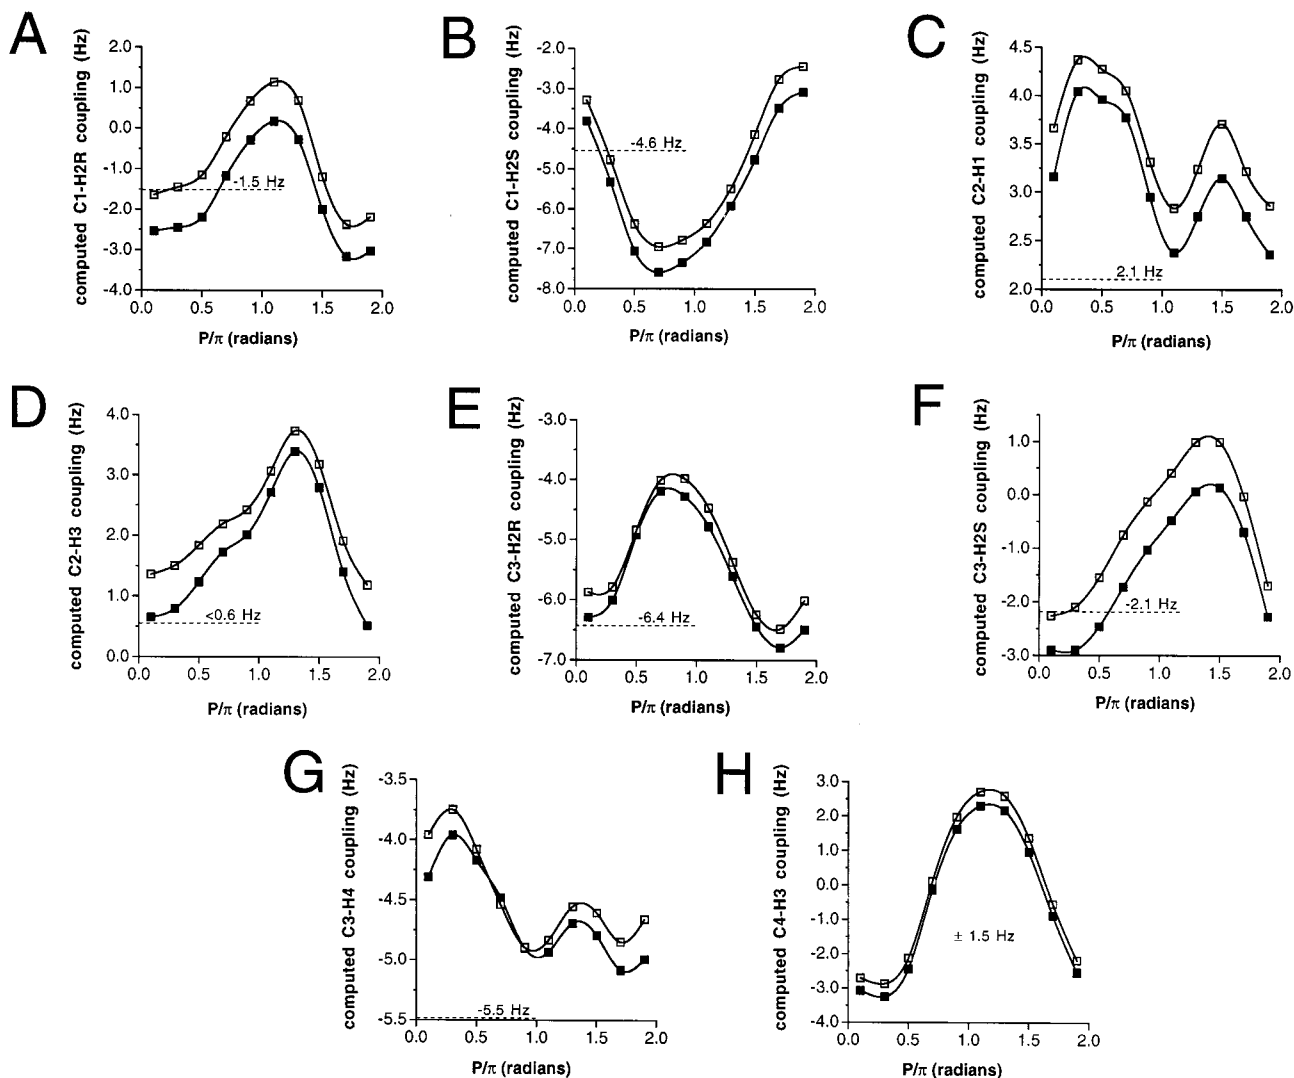 A
computed C1-H2R coupling (Hz)
2.0
1.0
0.0
-1.0
-2.0
-3.0
-4.0
-1.5 Hz
0.0 0.5 1.0 1.5 2.0
P/π (radians)
B
computed C1-H2S coupling (Hz)
-2.0
-3.0
-4.0
-5.0
-6.0
-7.0
-8.0
-4.6 Hz
0.0 0.5 1.0 1.5 2.0
P/π (radians)
C
computed C2-H1 coupling (Hz)
4.5
4.0
3.5
3.0
2.5
2.0
2.1 Hz
0.0 0.5 1.0 1.5 2.0
P/π (radians)
D
computed C2-H3 coupling (Hz)
4.0
3.0
2.0
1.0
0.0
<0.6 Hz
0.0 0.5 1.0 1.5 2.0
P/π (radians)
E
computed C3-H2R coupling (Hz)
-3.0
-4.0
-5.0
-6.0
-7.0
-6.4 Hz
0.0 0.5 1.0 1.5 2.0
P/π (radians)
F
computed C3-H2S coupling (Hz)
1.0
0.0
-1.0
-2.0
-3.0
-2.1 Hz
0.0 0.5 1.0 1.5 2.0
P/π (radians)
G
computed C3-H4 coupling (Hz)
-3.5
-4.0
-4.5
-5.0
-5.5
-5.5 Hz
0.0 0.5 1.0 1.5 2.0
P/π (radians)
H
computed C4-H3 coupling (Hz)
3.0
2.0
1.0
0.0
-1.0
-2.0
-3.0
-4.0
± 1.5 Hz
0.0 0.5 1.0 1.5 2.0
P/π (radians)